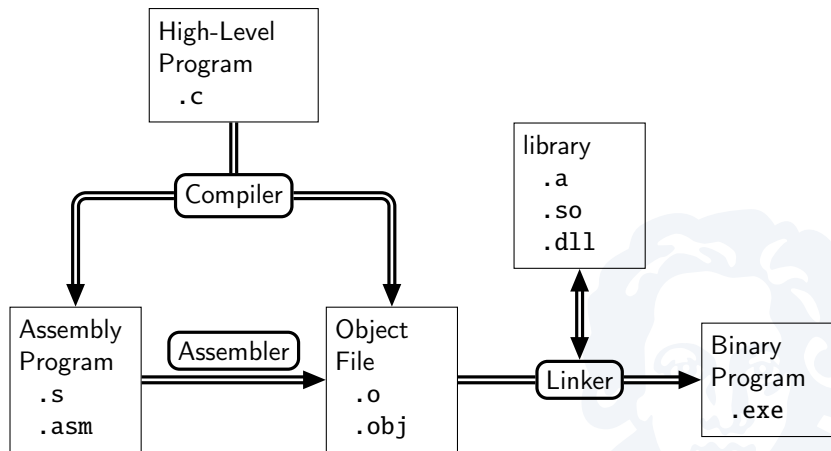 High-Level
Program
.c
Compiler
library
.a
.so
.dll
Assembly
Program
.s
.asm
Assembler
Object
File
.o
.obj
Linker
Binary
Program
.exe